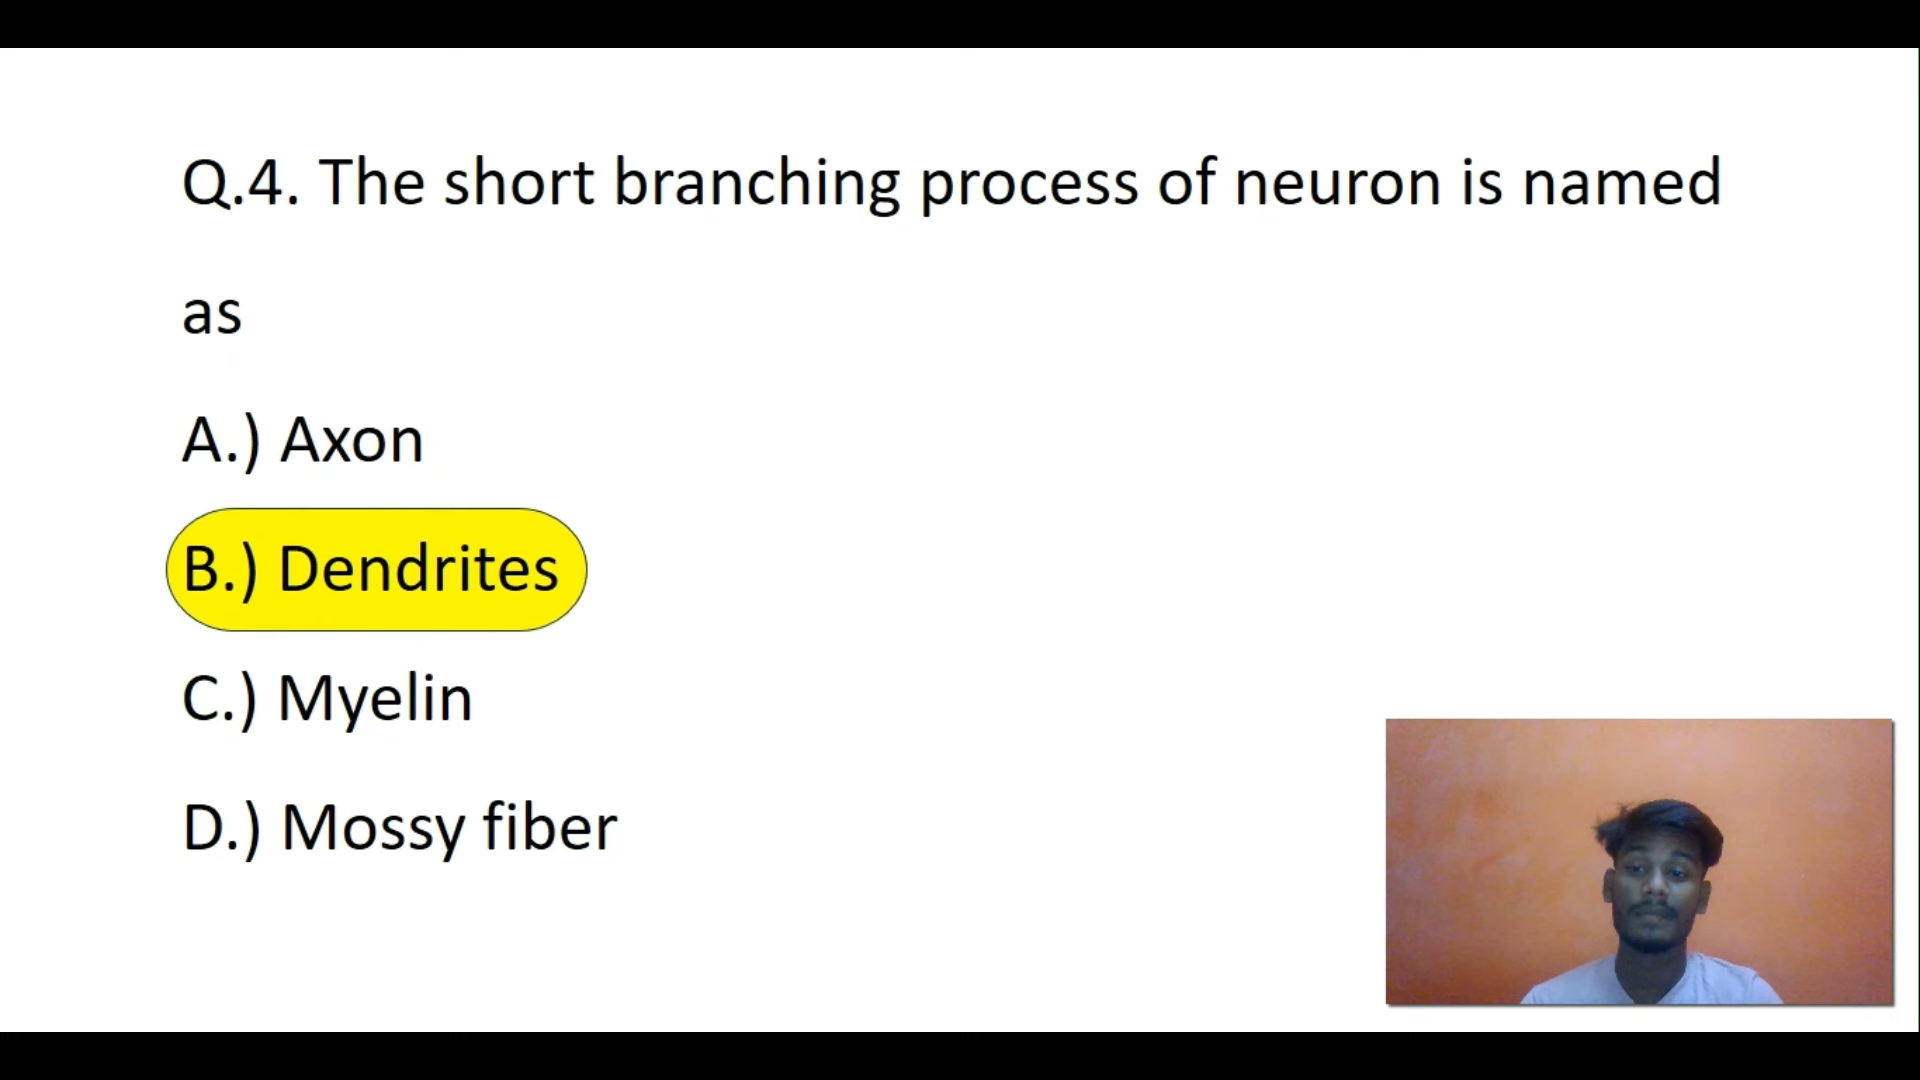 Q.4. The short branching process of neuron is named
as
A.) Axon
B.) Dendrites
C.) Myelin
D.) Mossy fiber